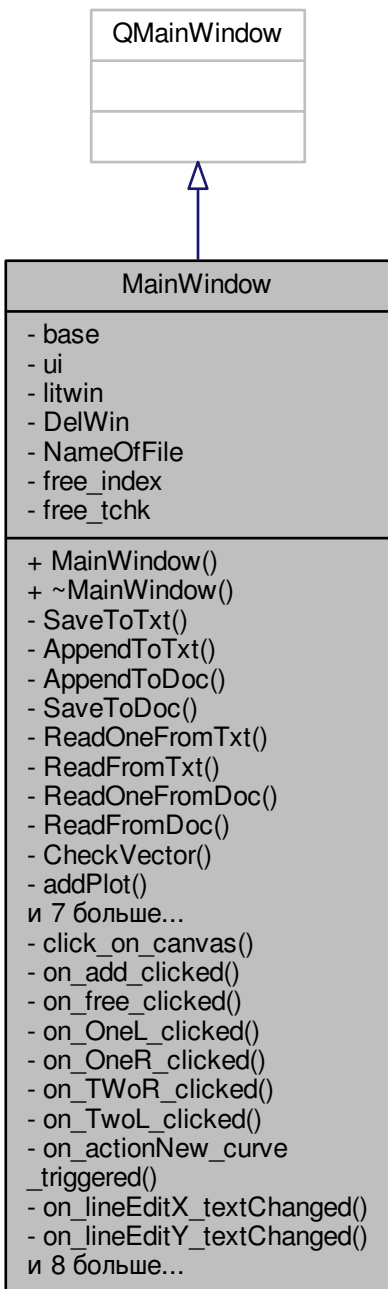 QMainWindow
MainWindow
- base
- ui
- litwin
- DelWin
- NameOfFile
- free_index
- free_tchk
+ MainWindow()
+ ~MainWindow()
- SaveToTxt()
- AppendToTxt()
- AppendToDoc()
- SaveToDoc()
- ReadOneFromTxt()
- ReadFromTxt()
- ReadOneFromDoc()
- ReadFromDoc()
- CheckVector()
- addPlot()
и 7 больше...
- click_on_canvas()
- on_add_clicked()
- on_free_clicked()
- on_OneL_clicked()
- on_OneR_clicked()
- on_TWoR_clicked()
- on_TwoL_clicked()
- on_actionNew_curve
_triggered()
- on_lineEditX_textChanged()
- on_lineEditY_textChanged()
и 8 больше...